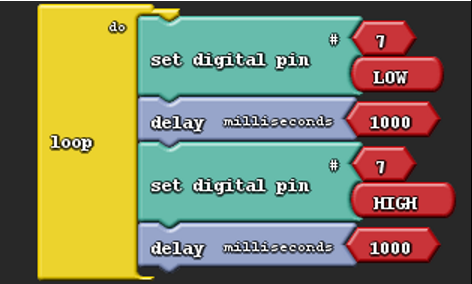 do
# 7
set digital pin
LOW
delay milliseconds 1000
loop
# 7
set digital pin
HIGH
delay milliseconds 1000